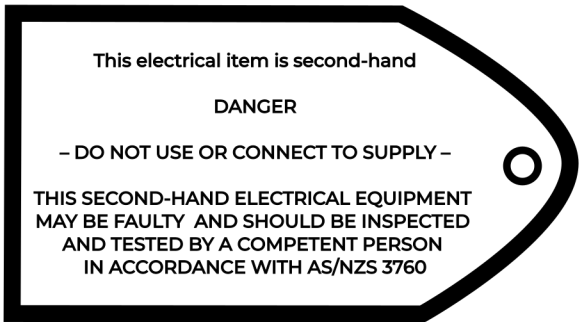 This electrical item is second-hand
DANGER
– DO NOT USE OR CONNECT TO SUPPLY –
THIS SECOND-HAND ELECTRICAL EQUIPMENT
MAY BE FAULTY AND SHOULD BE INSPECTED
AND TESTED BY A COMPETENT PERSON
IN ACCORDANCE WITH AS/NZS 3760